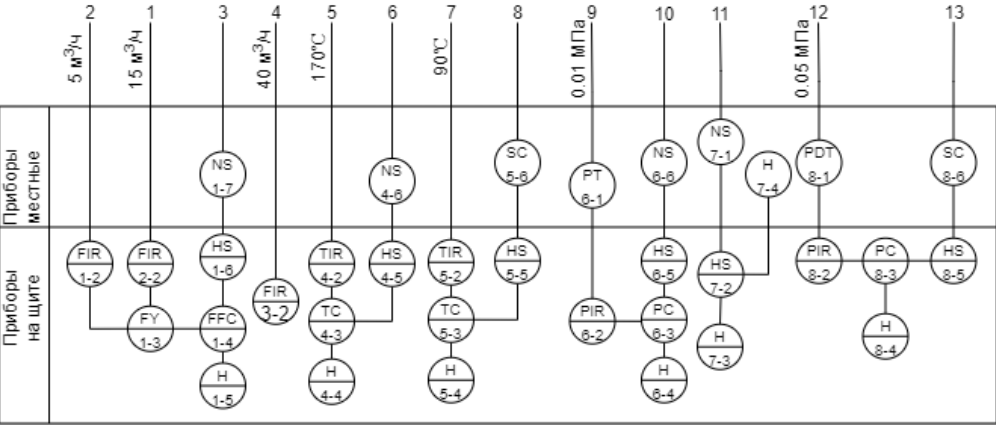 2 1 3 4 5 6 7 8 9 10 11 12 13
5 м³/ч
15 м³/ч
40 м³/ч
170℃
90℃
0.01 МПа
0.05 МПа
Приборы
местные
NS
1-7
NS
4-6
SC
5-6
PT
6-1
NS
6-6
NS
7-1
H
7-4
PDT
8-1
SC
8-6
Приборы
на щите
FIR
1-2
FIR
2-2
HS
1-6
FIR
3-2
TIR
4-2
HS
4-5
TIR
5-2
HS
5-5
HS
6-5
HS
7-2
PIR
8-2
PC
8-3
HS
8-5
FY
1-3
FFC
1-4
TC
4-3
TC
5-3
PIR
6-2
PC
6-3
H
7-3
H
8-4
H
1-5
H
4-4
H
5-4
H
6-4